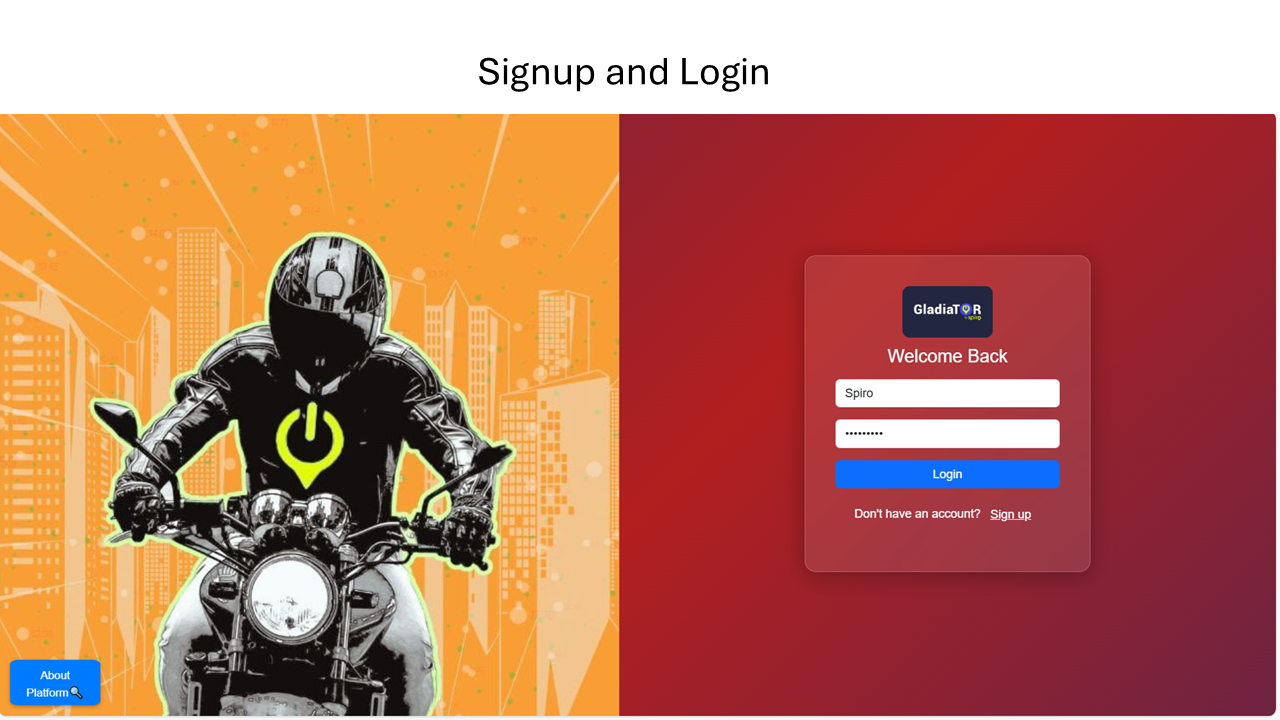 Signup and Login
GladiaTOR
Welcome Back
Spiro
•••••••••
Login
Don't have an account? Sign up
About
Platform🔍